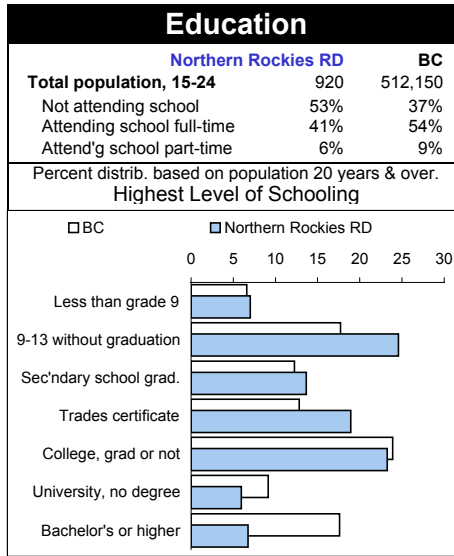 Education
Northern Rockies RD BC
Total population, 15-24 920 512,150
Not attending school 53% 37%
Attending school full-time 41% 54%
Attend'g school part-time 6% 9%
Percent distrib. based on population 20 years & over.
Highest Level of Schooling
BC Northern Rockies RD
0 5 10 15 20 25 30
Less than grade 9
9-13 without graduation
Sec'ndary school grad.
Trades certificate
College, grad or not
University, no degree
Bachelor's or higher